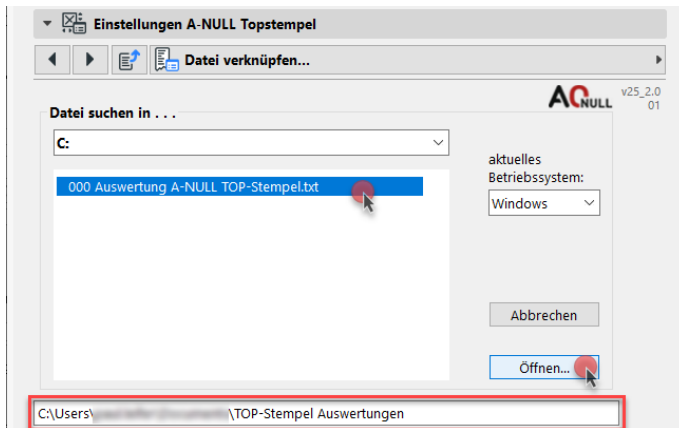 Einstellungen A-NULL Topstempel
Datei verknüpfen...
A NULL v25_2.0
01
Datei suchen in . . .
C:
aktuelles
Betriebssystem:
000 Auswertung A-NULL TOP-Stempel.txt
Windows
Abbrechen
Öffnen...
C:\Users\ \TOP-Stempel Auswertungen